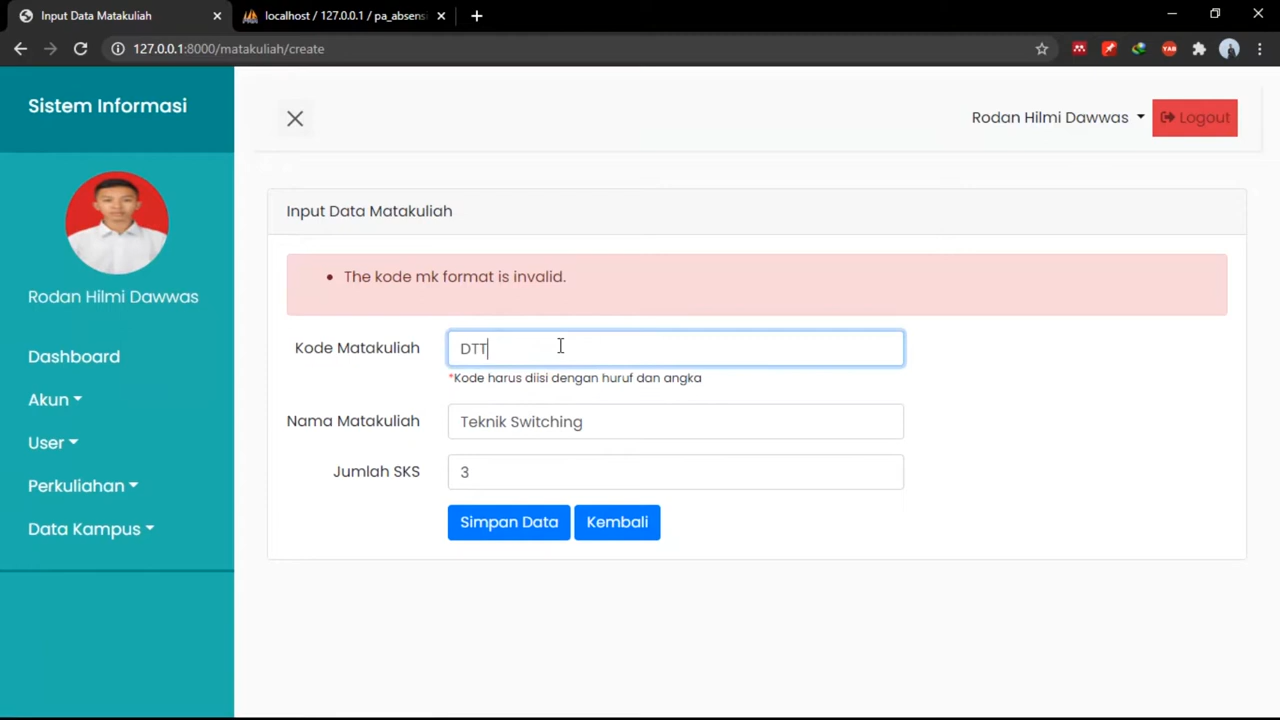 Input Data Matakuliah
localhost / 127.0.0.1 / pa_absens
127.0.0.1:8000/matakuliah/create
Sistem Informasi
Rodan Hilmi Dawwas
Logout
Rodan Hilmi Dawwas
Dashboard
Akun
User
Perkuliahan
Data Kampus
Input Data Matakuliah
The kode mk format is invalid.
Kode Matakuliah
DTT
*Kode harus diisi dengan huruf dan angka
Nama Matakuliah
Teknik Switching
Jumlah SKS
3
Simpan Data
Kembali